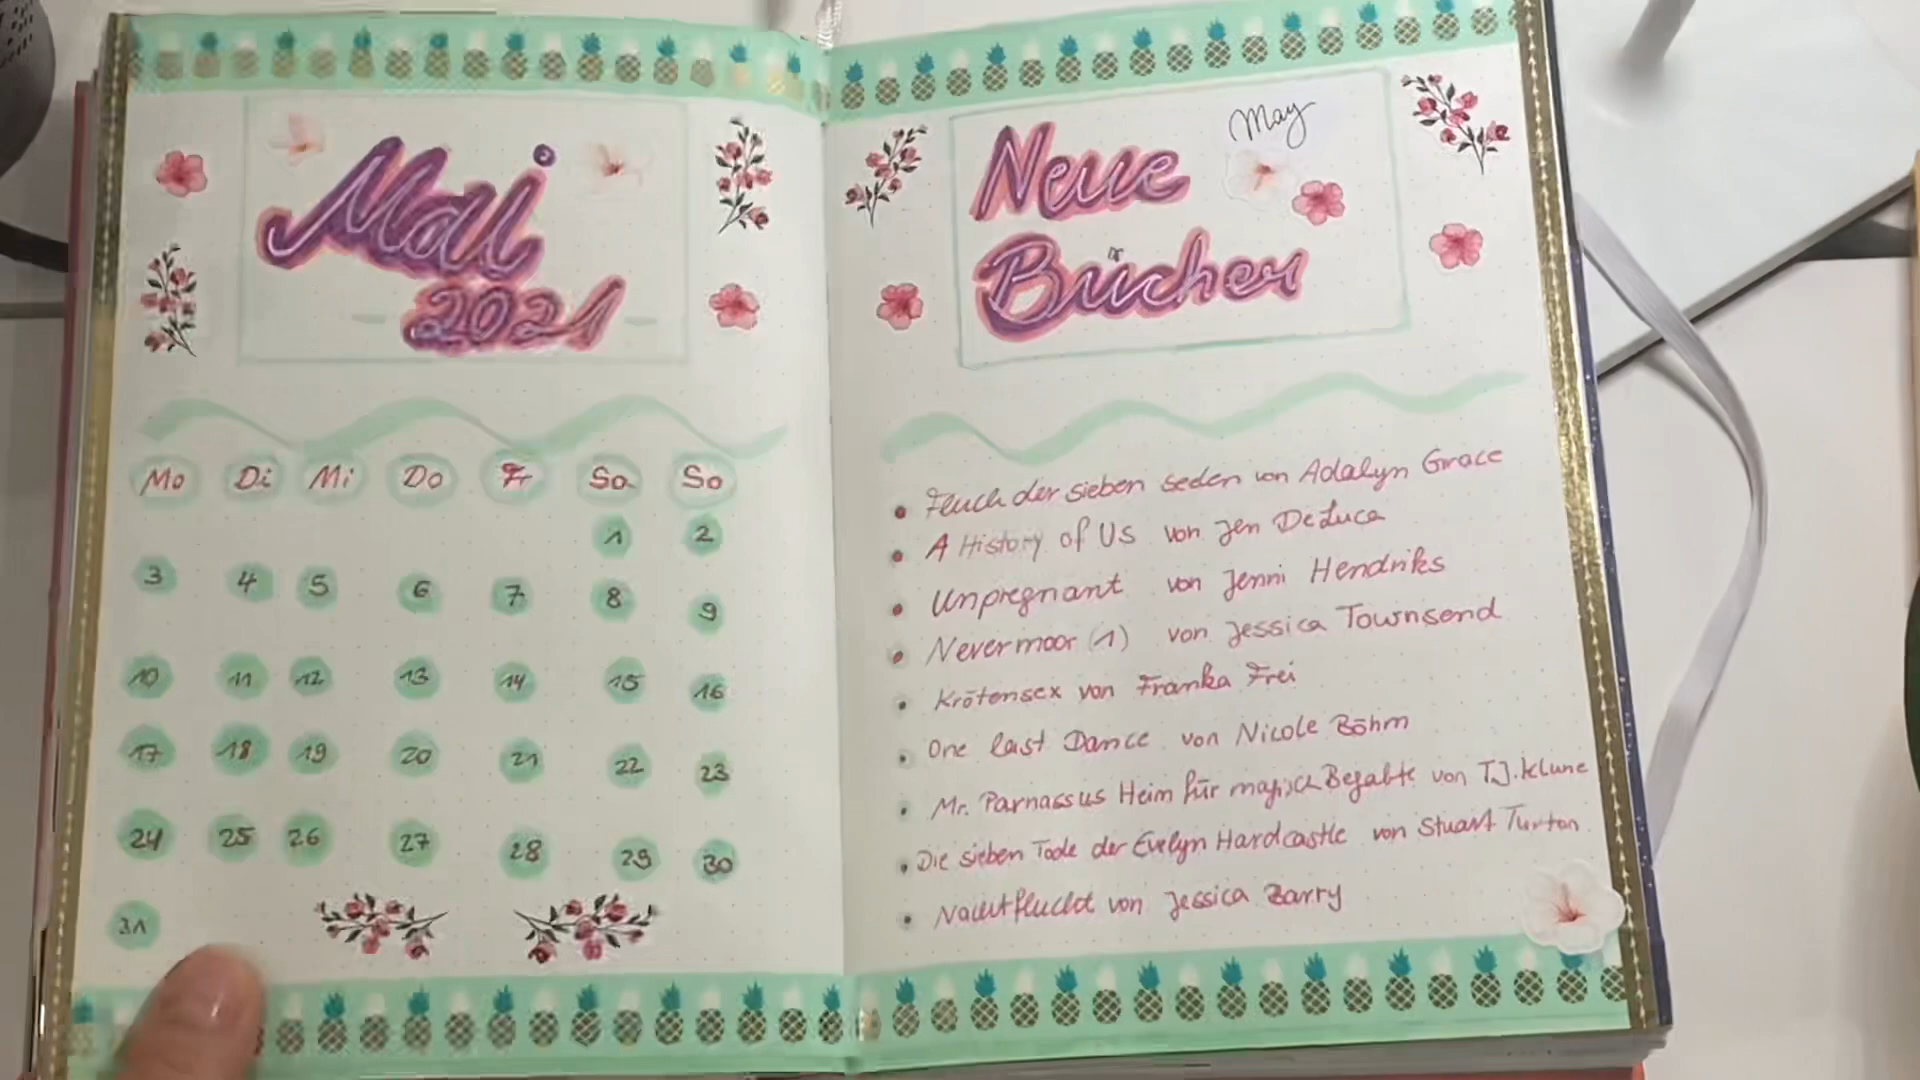 Mai
2021
Mo Di Mi Do Fr Sa So
1 2
3 4 5 6 7 8 9
10 11 12 13 14 15 16
17 18 19 20 21 22 23
24 25 26 27 28 29 30
31
May
Neue
Bücher
Fluch der sieben Seelen von Adalyn Grace
A History of Us von Jen DeLuca
Unpregnant von Jenni Hendriks
Nevermoor (1) von Jessica Townsend
Krötensex von Franka Frei
One last Dance von Nicole Böhm
Mr. Parnassus Heim für magisch Begabte von T.J. Klune
Die sieben Tode der Evelyn Hardcastle von Stuart Turton
Nachtflucht von Jessica Barry